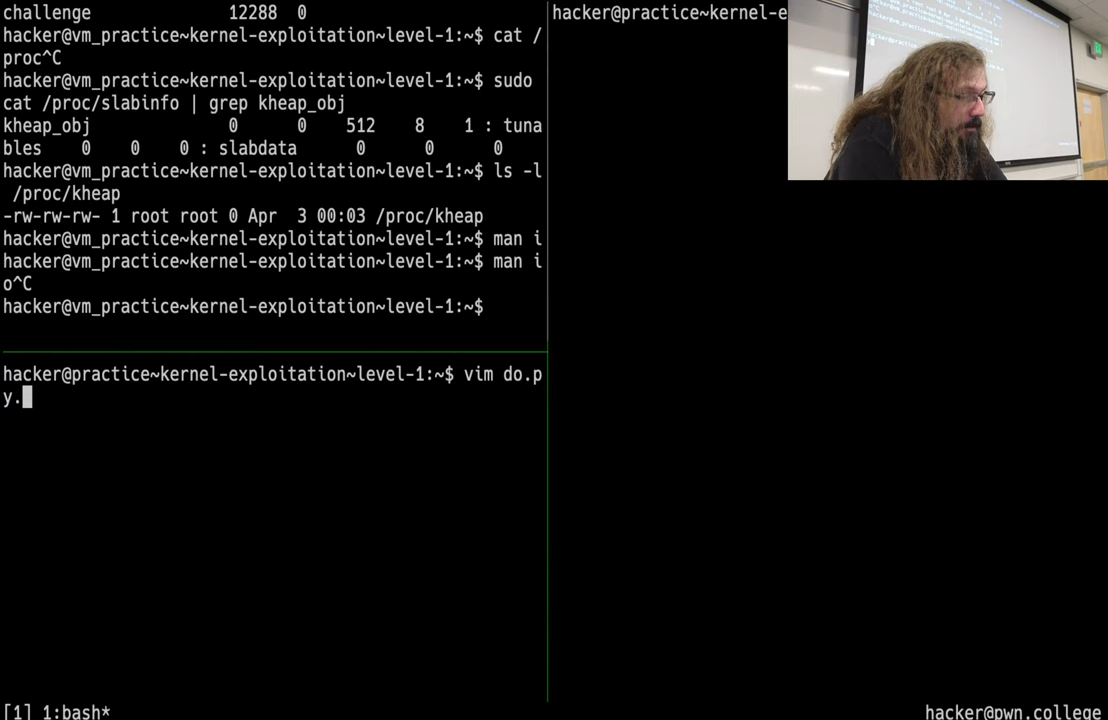 challenge 12288 0
hacker@vm_practice~kernel-exploitation~level-1:~$ cat /
proc^C
hacker@vm_practice~kernel-exploitation~level-1:~$ sudo
cat /proc/slabinfo | grep kheap_obj
kheap_obj 0 0 512 8 1 : tuna
bles 0 0 0 : slabdata 0 0 0
hacker@vm_practice~kernel-exploitation~level-1:~$ ls -l
/proc/kheap
-rw-rw-rw- 1 root root 0 Apr 3 00:03 /proc/kheap
hacker@vm_practice~kernel-exploitation~level-1:~$ man i
hacker@vm_practice~kernel-exploitation~level-1:~$ man i
o^C
hacker@vm_practice~kernel-exploitation~level-1:~$
hacker@practice~kernel-exploitation~level-1:~$ vim do.p
y.
hacker@practice~kernel-e
[1] 1:bash*
hacker@pwn.college